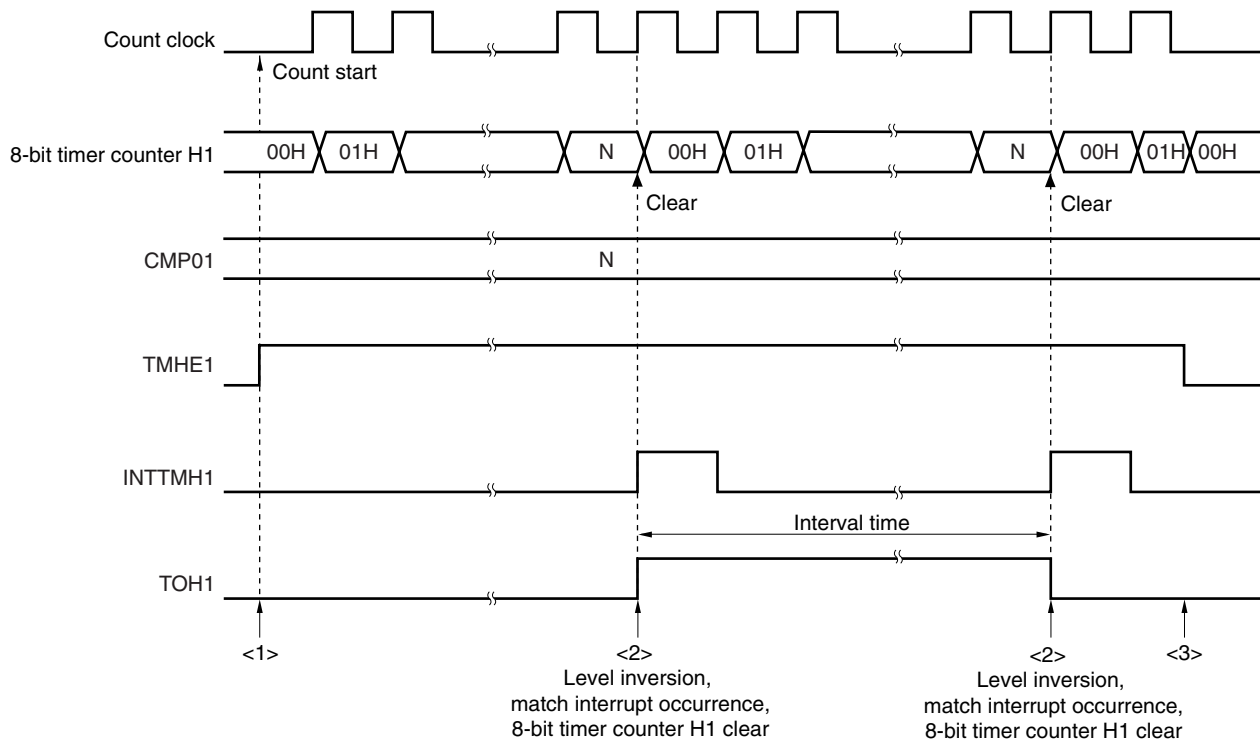 Count clock
Count start
8-bit timer counter H1
00H 01H N 00H 01H N 00H 01H 00H
Clear Clear
CMP01 N
TMHE1
INTTMH1
Interval time
TOH1
<1> <2> <2> <3>
Level inversion,
match interrupt occurrence,
8-bit timer counter H1 clear
Level inversion,
match interrupt occurrence,
8-bit timer counter H1 clear